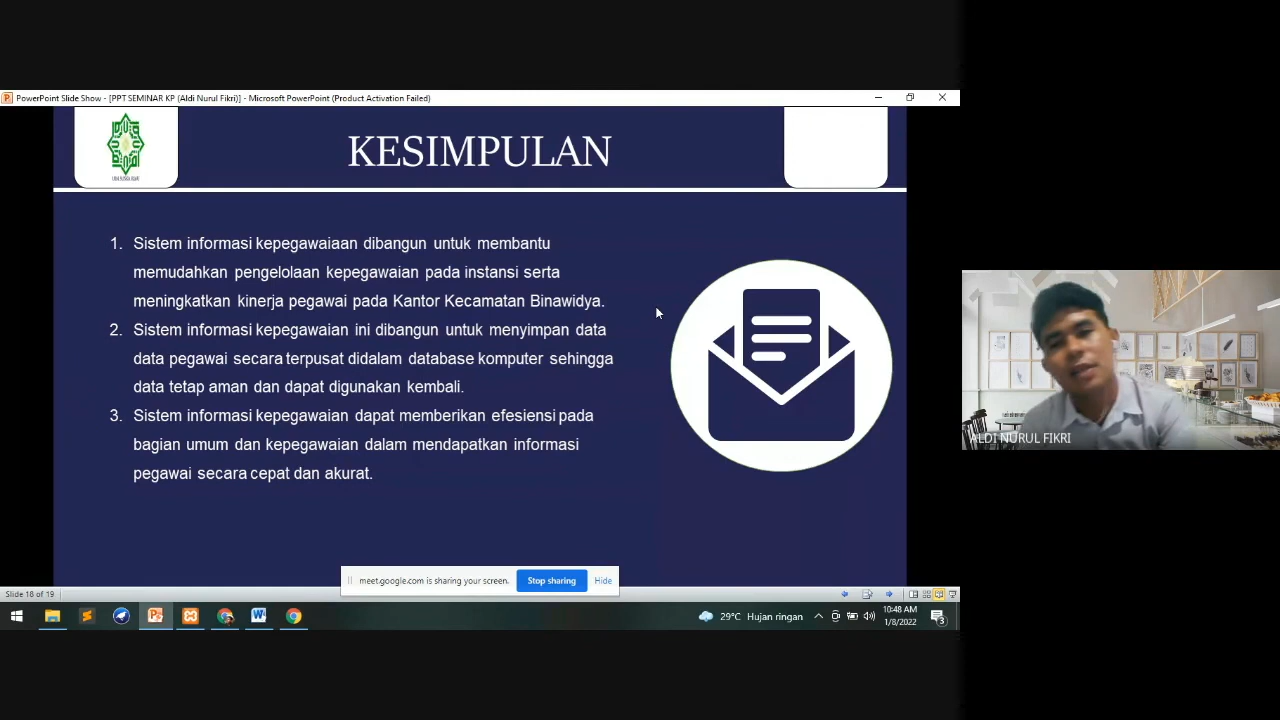 PowerPoint Slide Show - [PPT SEMINAR KP (Aldi Nurul Fikri)] - Microsoft PowerPoint (Product Activation Failed)
KESIMPULAN
1. Sistem informasi kepegawaiaan dibangun untuk membantu
memudahkan pengelolaan kepegawaian pada instansi serta
meningkatkan kinerja pegawai pada Kantor Kecamatan Binawidya.
2. Sistem informasi kepegawaian ini dibangun untuk menyimpan data
data pegawai secara terpusat didalam database komputer sehingga
data tetap aman dan dapat digunakan kembali.
3. Sistem informasi kepegawaian dapat memberikan efesiensi pada
bagian umum dan kepegawaian dalam mendapatkan informasi
pegawai secara cepat dan akurat.
ALDI NURUL FIKRI
meet.google.com is sharing your screen.
Stop sharing
Hide
Slide 18 of 19
29°C Hujan ringan
10:48 AM
1/8/2022
3